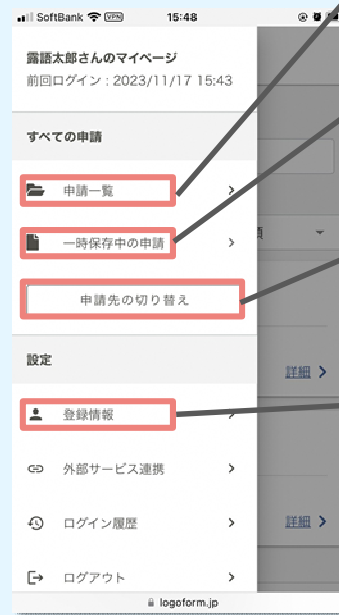 SoftBank VPN 15:48
露語太郎さんのマイページ
前回ログイン : 2023/11/17 15:43
すべての申請
申請一覧
一時保存中の申請
申請先の切り替え
設定
詳細
登録情報
外部サービス連携
ログイン履歴
詳細
ログアウト
logoform.jp